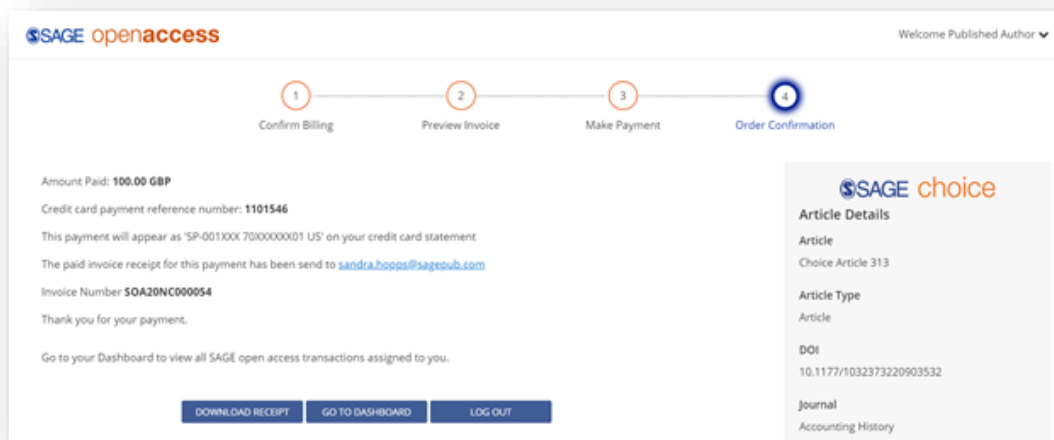 SAGE openaccess
Welcome Published Author
1
2
3
4
Confirm Billing
Preview Invoice
Make Payment
Order Confirmation
Amount Paid: 100.00 GBP
Credit card payment reference number: 1101546
This payment will appear as 'SP-001XXX 70XXXXXX01 US' on your credit card statement
The paid invoice receipt for this payment has been send to sandra.hopps@sagepub.com
Invoice Number SOA20NC000054
Thank you for your payment.
Go to your Dashboard to view all SAGE open access transactions assigned to you.
DOWNLOAD RECEIPT
GO TO DASHBOARD
LOG OUT
SAGE choice
Article Details
Article
Choice Article 313
Article Type
Article
DOI
10.1177/1032373220903532
Journal
Accounting History